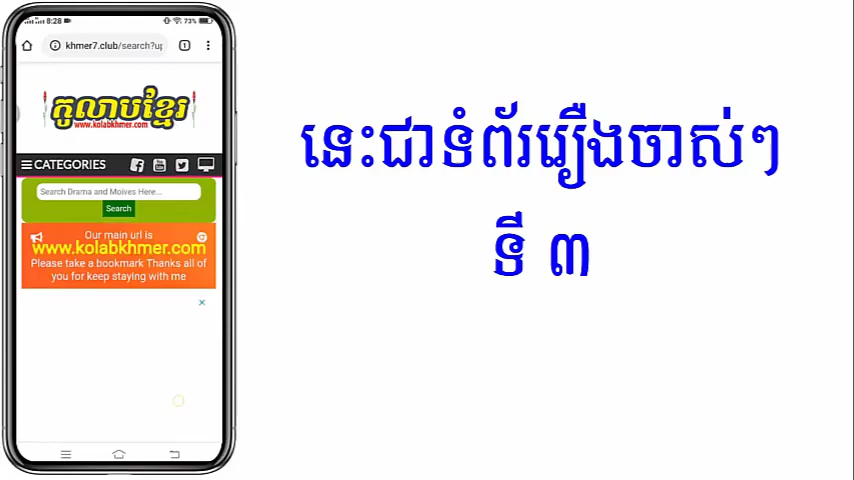 8:28
73%
khmer7.club/search?up
1
កូលាបខ្មែរ
www.kolabkhmer.com
CATEGORIES
Search Drama and Moives Here...
Search
Our main url is
www.kolabkhmer.com
Please take a bookmark Thanks all of
you for keep staying with me
នេះជាទំព័ររឿងចាស់ៗ
ទី ៣